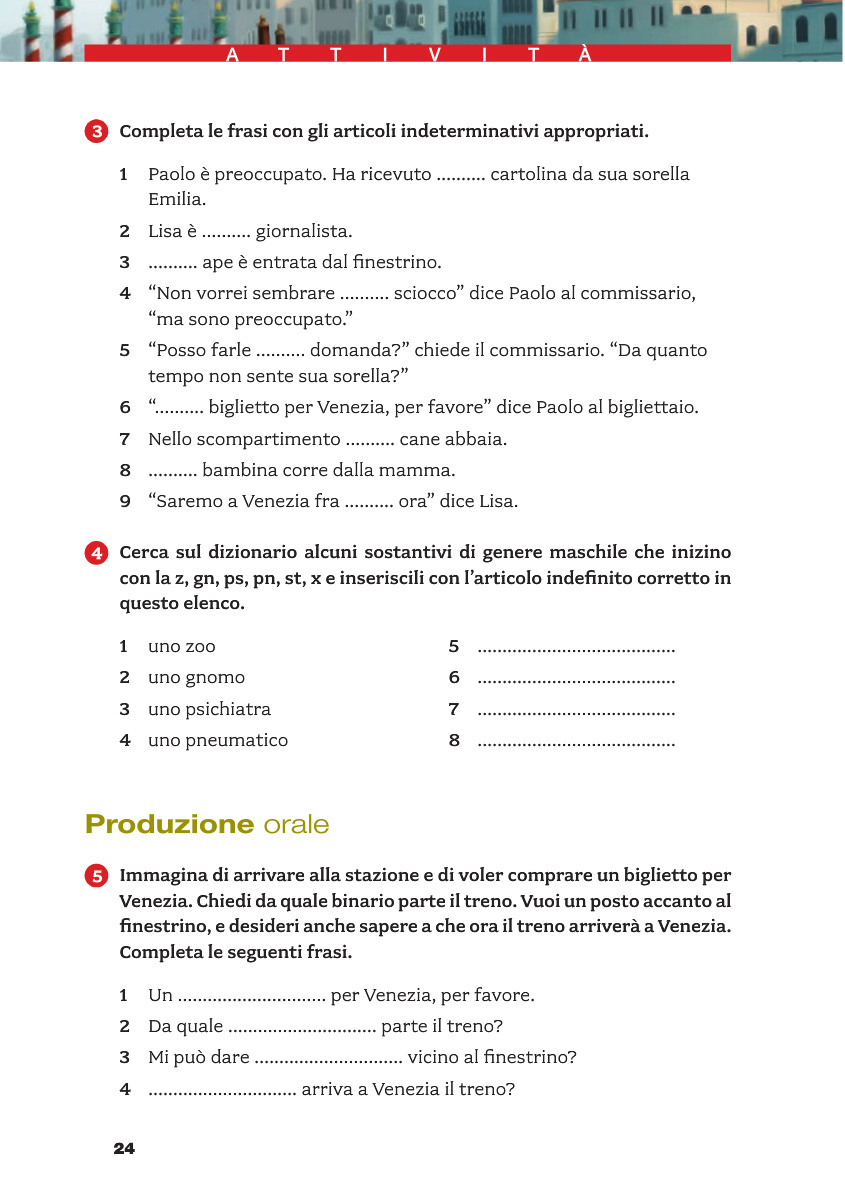 ATTIVITÀ
3 Completa le frasi con gli articoli indeterminativi appropriati.
1 Paolo è preoccupato. Ha ricevuto .......... cartolina da sua sorella
Emilia.
2 Lisa è .......... giornalista.
3 .......... ape è entrata dal finestrino.
4 “Non vorrei sembrare .......... sciocco” dice Paolo al commissario,
“ma sono preoccupato.”
5 “Posso farle .......... domanda?” chiede il commissario. “Da quanto
tempo non sente sua sorella?”
6 “.......... biglietto per Venezia, per favore” dice Paolo al bigliettaio.
7 Nello scompartimento .......... cane abbaia.
8 .......... bambina corre dalla mamma.
9 “Saremo a Venezia fra .......... ora” dice Lisa.
4 Cerca sul dizionario alcuni sostantivi di genere maschile che inizino
con la z, gn, ps, pn, st, x e inseriscili con l’articolo indefinito corretto in
questo elenco.
1 uno zoo
2 uno gnomo
3 uno psichiatra
4 uno pneumatico
5 ........................................
6 ........................................
7 ........................................
8 ........................................
Produzione orale
5 Immagina di arrivare alla stazione e di voler comprare un biglietto per
Venezia. Chiedi da quale binario parte il treno. Vuoi un posto accanto al
finestrino, e desideri anche sapere a che ora il treno arriverà a Venezia.
Completa le seguenti frasi.
1 Un .............................. per Venezia, per favore.
2 Da quale .............................. parte il treno?
3 Mi può dare .............................. vicino al finestrino?
4 .............................. arriva a Venezia il treno?
24